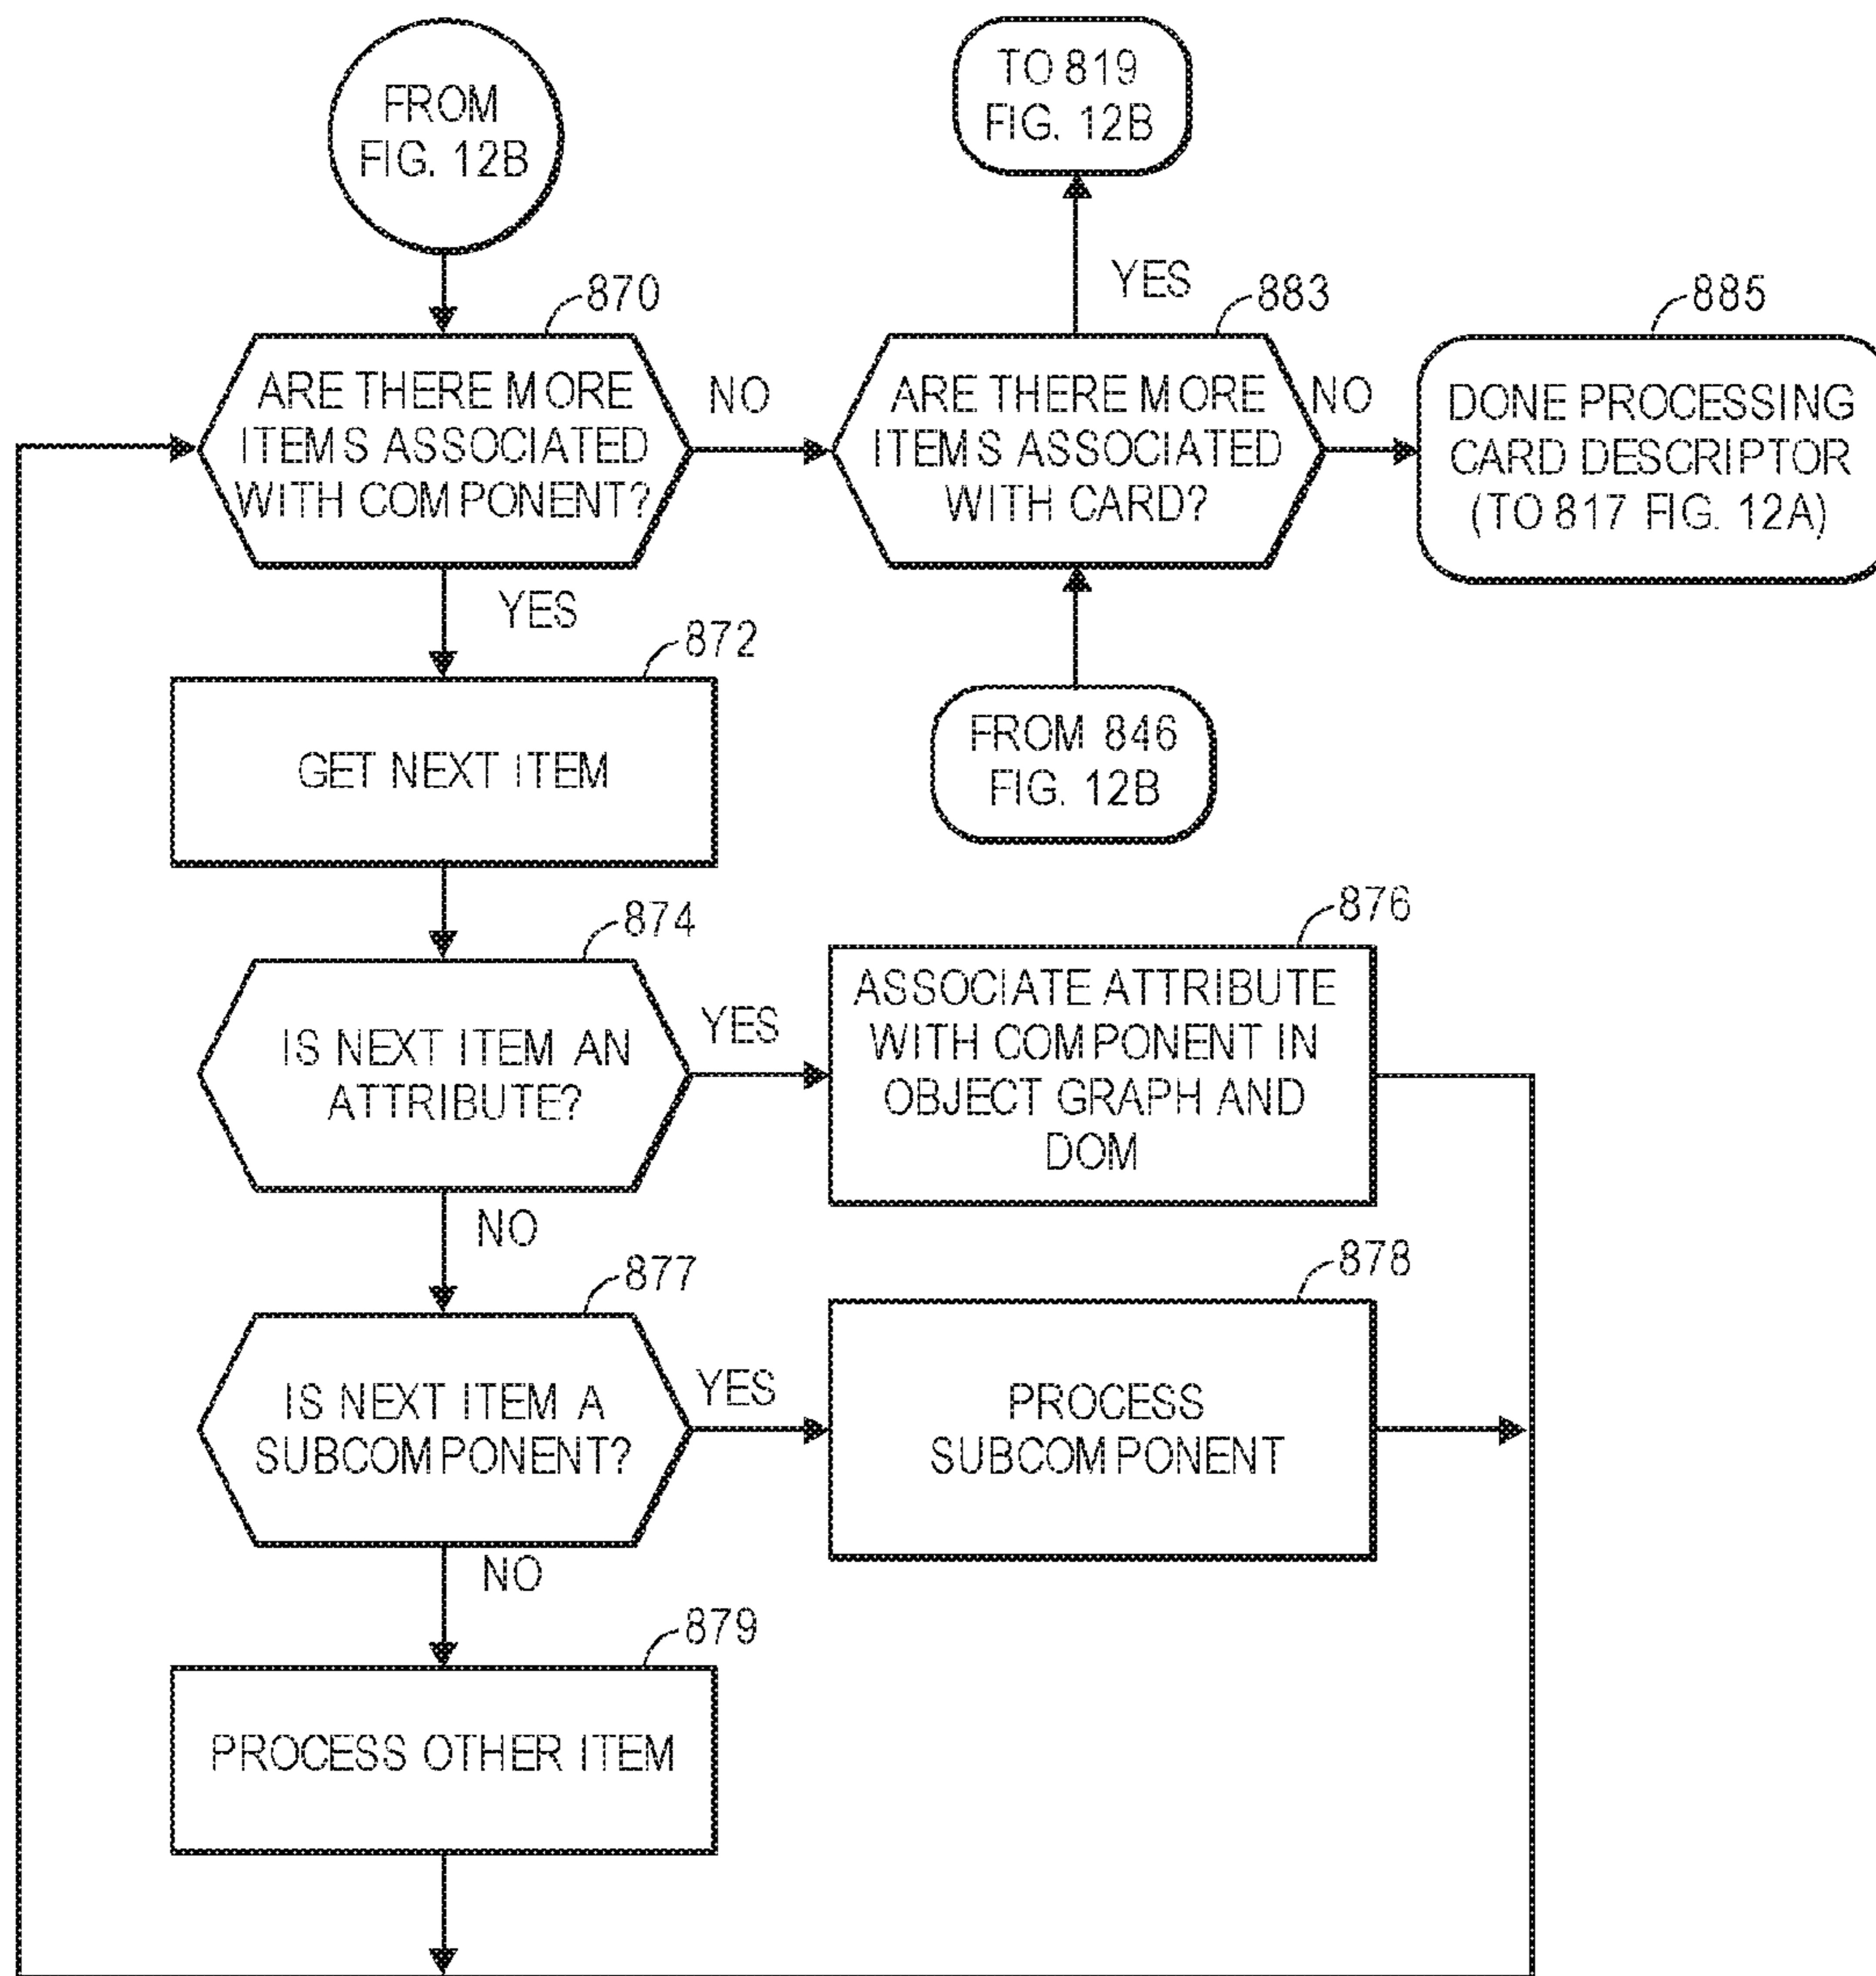 FROM
FIG. 12B
TO 819
FIG. 12B
870
YES
883
885
ARE THERE MORE
ITEMS ASSOCIATED
WITH COMPONENT?
NO
ARE THERE MORE
ITEMS ASSOCIATED
WITH CARD?
NO
DONE PROCESSING
CARD DESCRIPTOR
(TO 817 FIG. 12A)
YES
872
GET NEXT ITEM
FROM 846
FIG. 12B
874
876
IS NEXT ITEM AN
ATTRIBUTE?
YES
ASSOCIATE ATTRIBUTE
WITH COMPONENT IN
OBJECT GRAPH AND
DOM
NO
877
878
IS NEXT ITEM A
SUBCOMPONENT?
YES
PROCESS
SUBCOMPONENT
NO
879
PROCESS OTHER ITEM